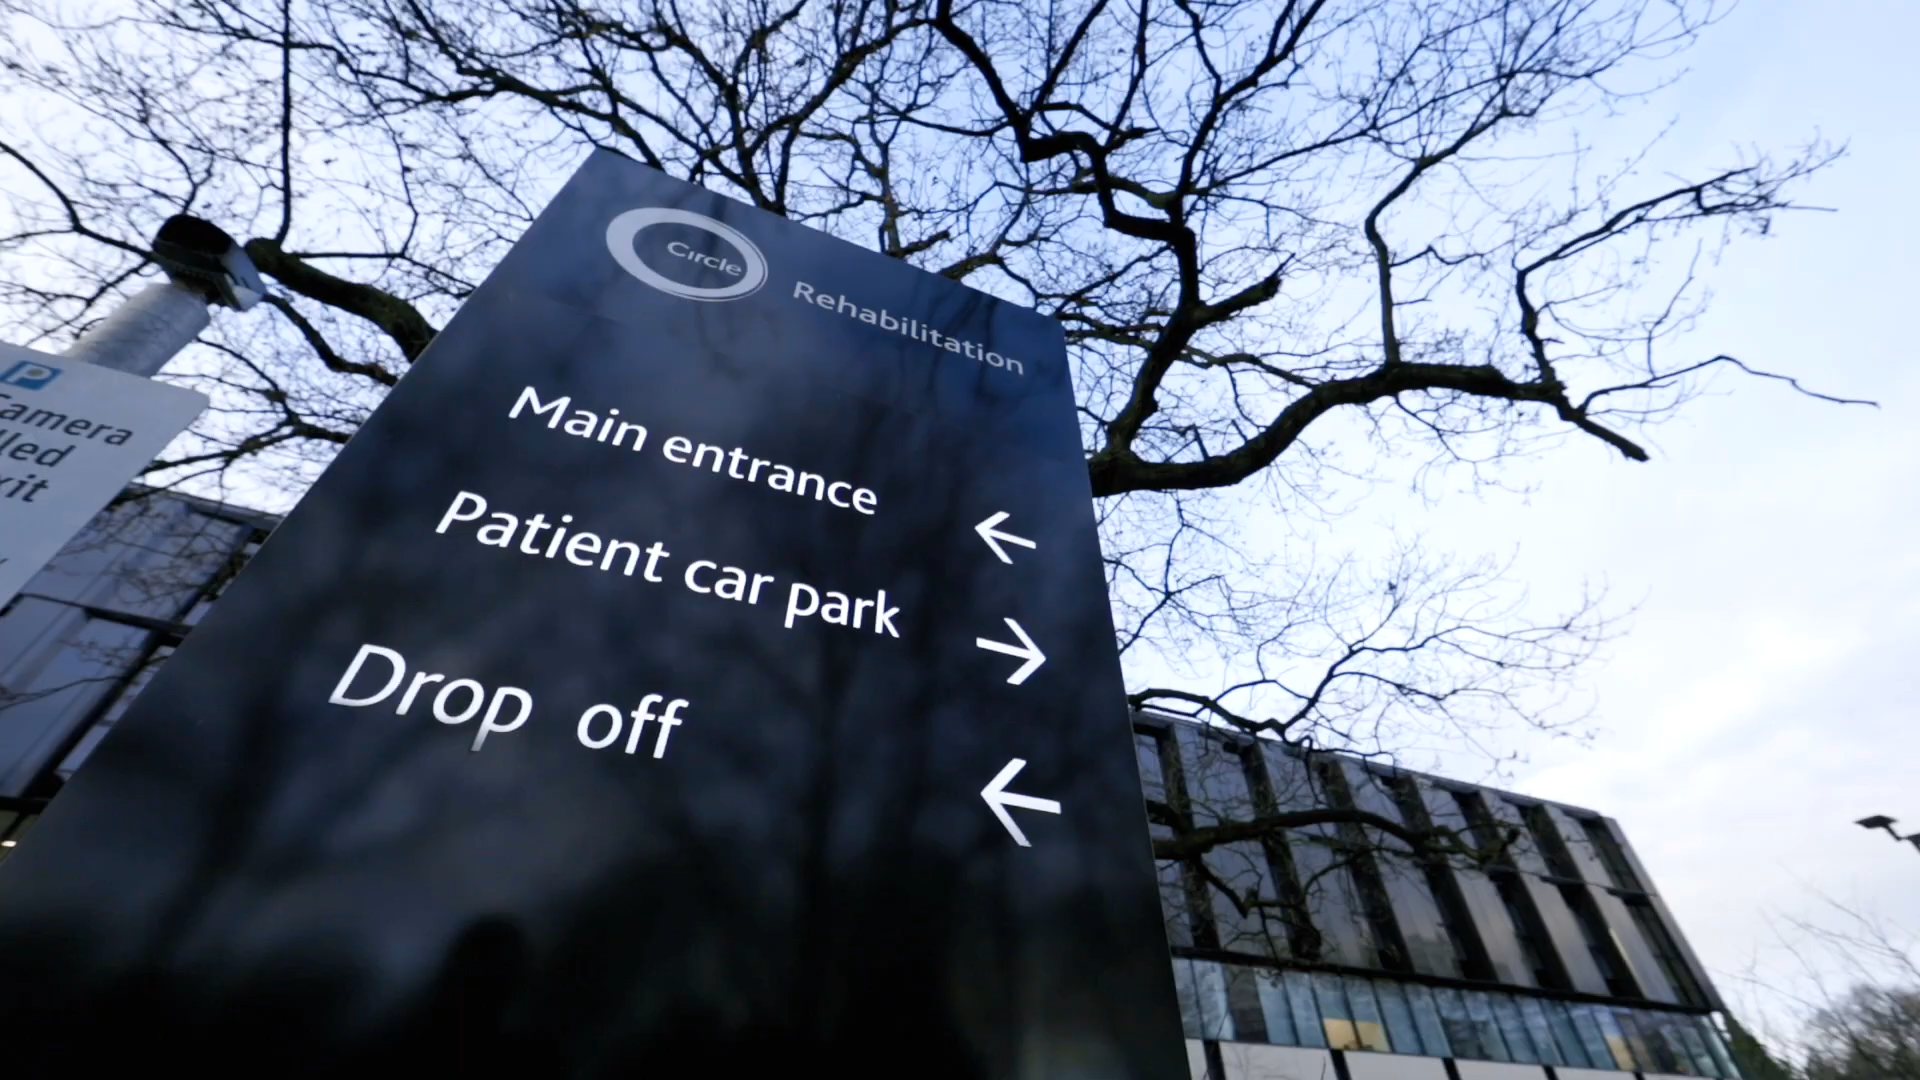 Circle
Rehabilitation
Main entrance
Patient car park
Drop off
P
Camera